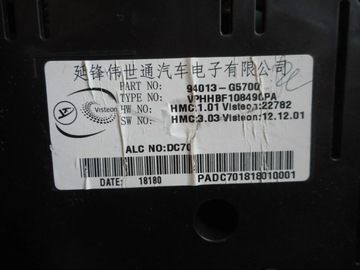 延锋伟世通汽车电子有限公司
PART NO: 94013-G5700
TYPE NO: VPHHBF108490PA
Visteon HW: HMC:1.01 Visteon:22782
SW: HMC:3.03 Visteon:12.12.01
ALC NO:DC70
DATE: 18180 PADC701818010001